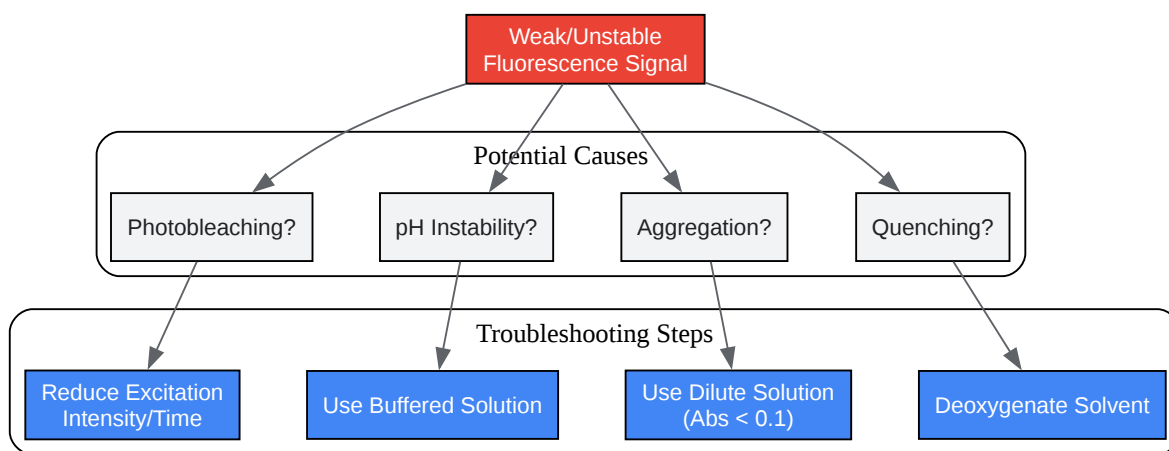 Weak/Unstable
Fluorescence Signal
Potential Causes
Photobleaching?
pH Instability?
Aggregation?
Quenching?
Troubleshooting Steps
Reduce Excitation
Intensity/Time
Use Buffered Solution
Use Dilute Solution
(Abs < 0.1)
Deoxygenate Solvent